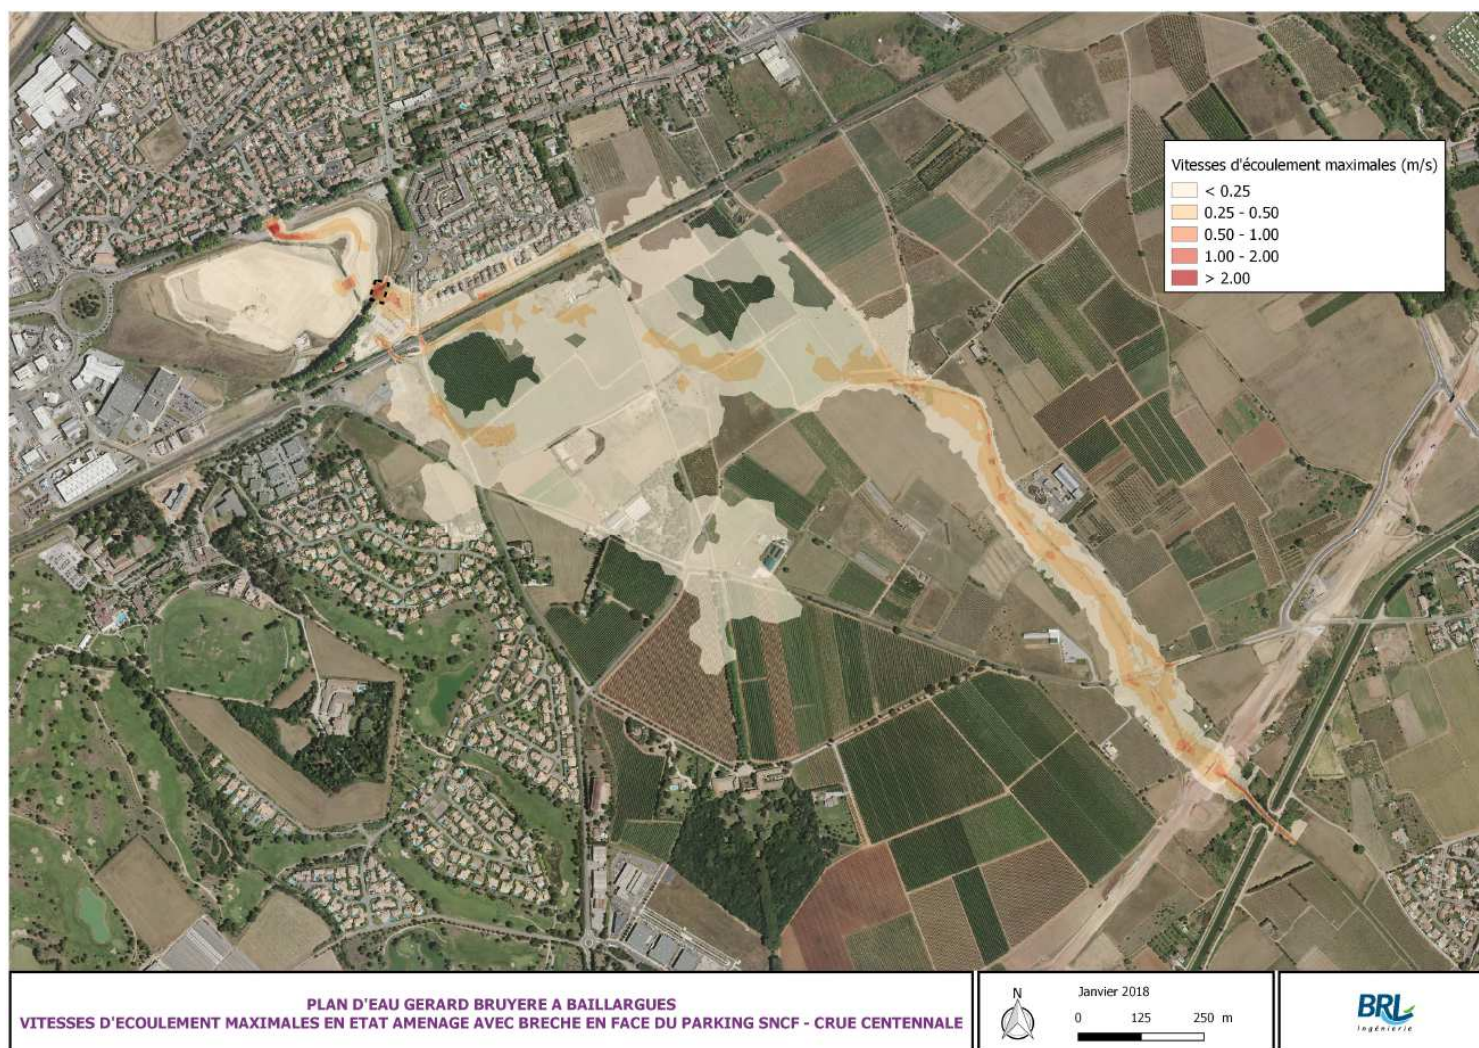 Vitesses d'écoulement maximales (m/s)
< 0.25
0.25 - 0.50
0.50 - 1.00
1.00 - 2.00
> 2.00
PLAN D'EAU GERARD BRUYERE A BAILLARGUES
VITESSES D'ECOULEMENT MAXIMALES EN ETAT AMENAGE AVEC BRECHE EN FACE DU PARKING SNCF - CRUE CENTENNALE
N
Janvier 2018
0 125 250 m
BRL
Ingénierie